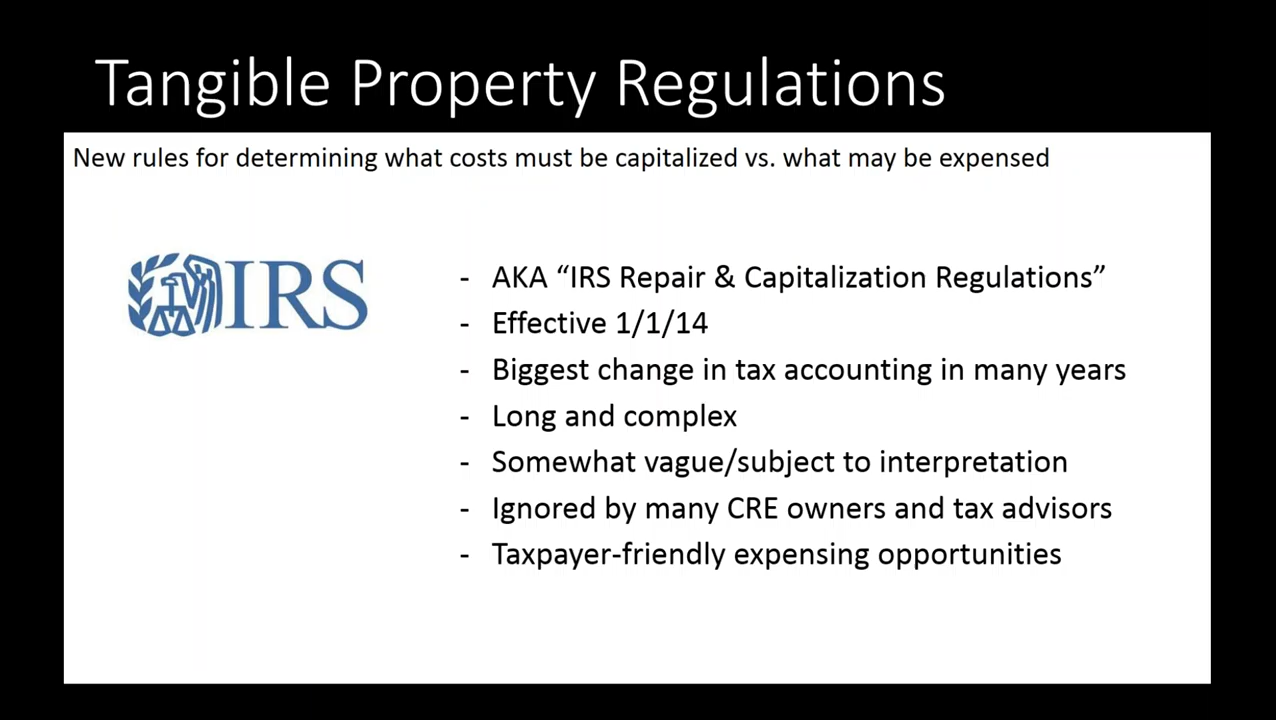 Tangible Property Regulations
New rules for determining what costs must be capitalized vs. what may be expensed
IRS
- AKA “IRS Repair & Capitalization Regulations”
- Effective 1/1/14
- Biggest change in tax accounting in many years
- Long and complex
- Somewhat vague/subject to interpretation
- Ignored by many CRE owners and tax advisors
- Taxpayer-friendly expensing opportunities